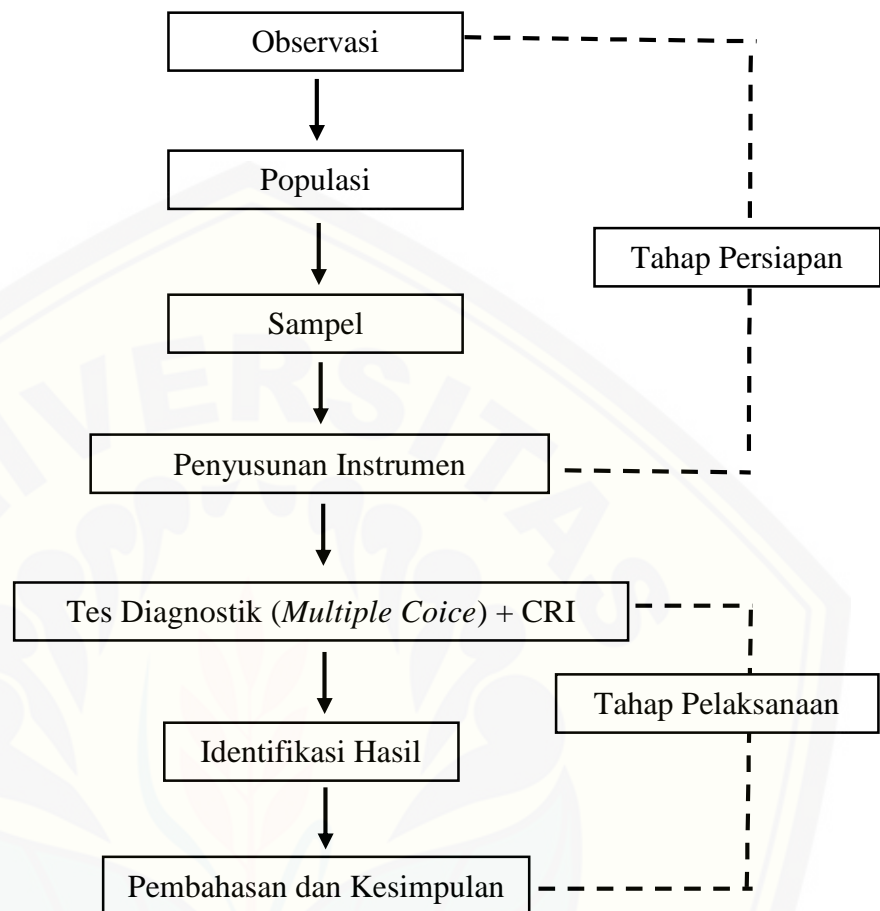 Observasi
Populasi
Tahap Persiapan
Sampel
Penyusunan Instrumen
Tes Diagnostik (Multiple Coice) + CRI
Tahap Pelaksanaan
Identifikasi Hasil
Pembahasan dan Kesimpulan
UNIVERSITAS